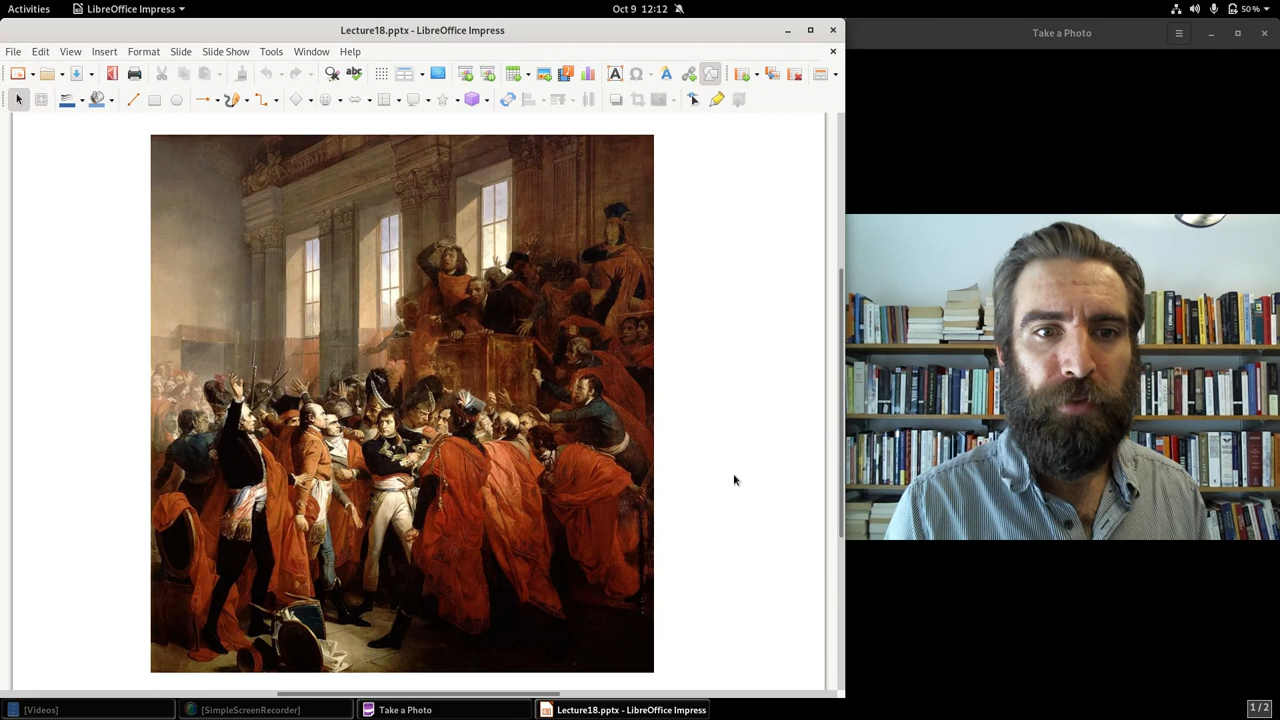 Activities
LibreOffice Impress
Oct 9 12:12
50 %
Lecture18.pptx - LibreOffice Impress
Take a Photo
File Edit View Insert Format Slide Slide Show Tools Window Help
abc
[Videos]
[SimpleScreenRecorder]
Take a Photo
Lecture18.pptx - LibreOffice Impress
1 / 2